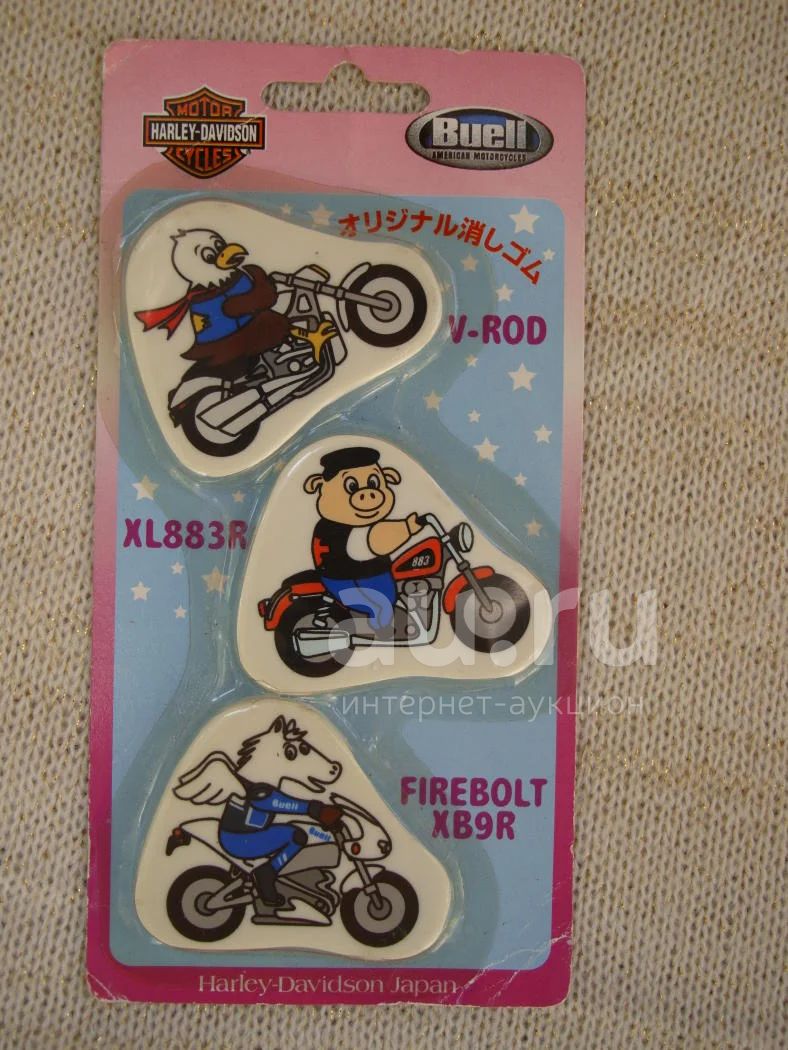 MOTOR
HARLEY-DAVIDSON
CYCLES
Buell
AMERICAN MOTORCYCLES
オリジナル消しゴム
V-ROD
XL883R
883
au.ru
интернет-аукцион
Buell
Buell
FIREBOLT
XB9R
Harley-Davidson Japan